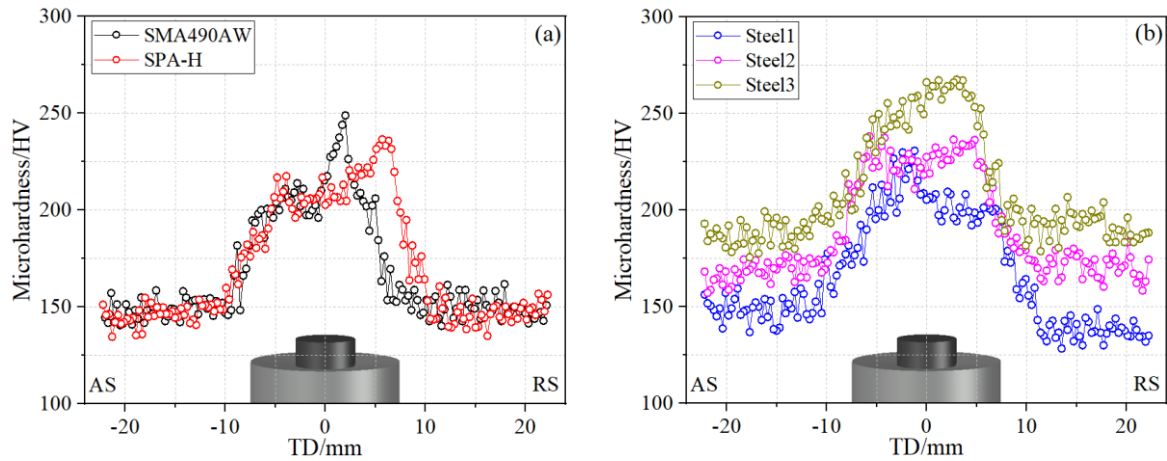 (a)
SMA490AW
SPA-H
300
250
200
150
100
Microhardness/HV
AS
RS
-20
-10
0
10
20
TD/mm
(b)
Steel1
Steel2
Steel3
300
250
200
150
100
Microhardness/HV
AS
RS
-20
-10
0
10
20
TD/mm